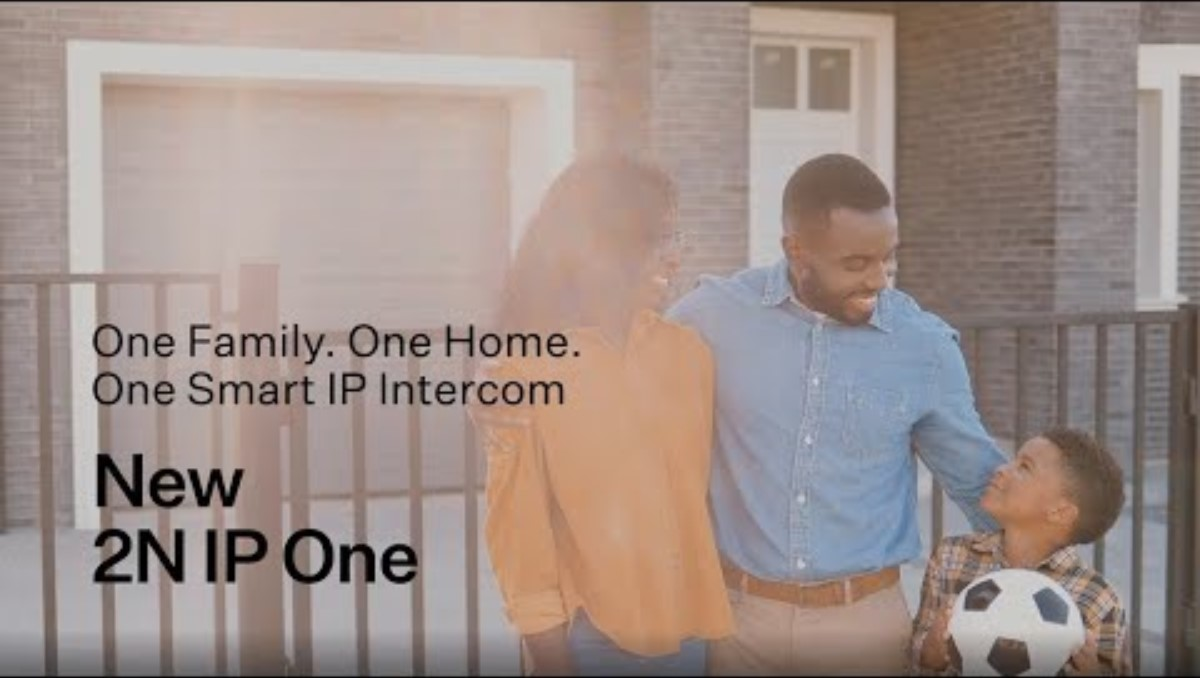 One Family. One Home.
One Smart IP Intercom
New
2N IP One